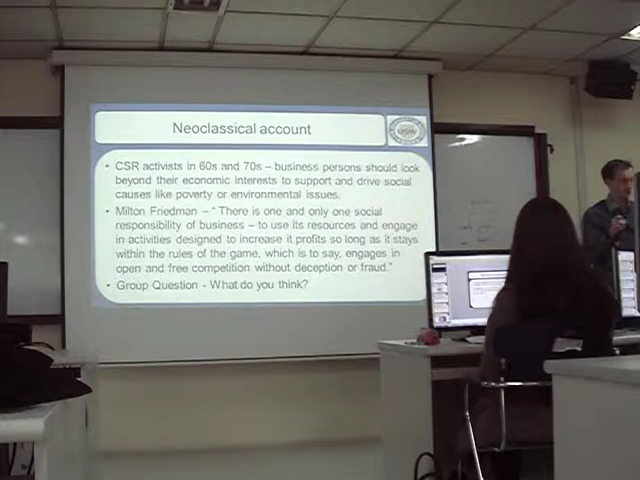 Neoclassical account
• CSR activists in 60s and 70s – business persons should look
beyond their economic interests to support and drive social
causes like poverty or environmental issues.
• Milton Friedman – " There is one and only one social
responsibility of business – to use its resources and engage
in activities designed to increase it profits so long as it stays
within the rules of the game, which is to say, engages in
open and free competition without deception or fraud."
• Group Question - What do you think?